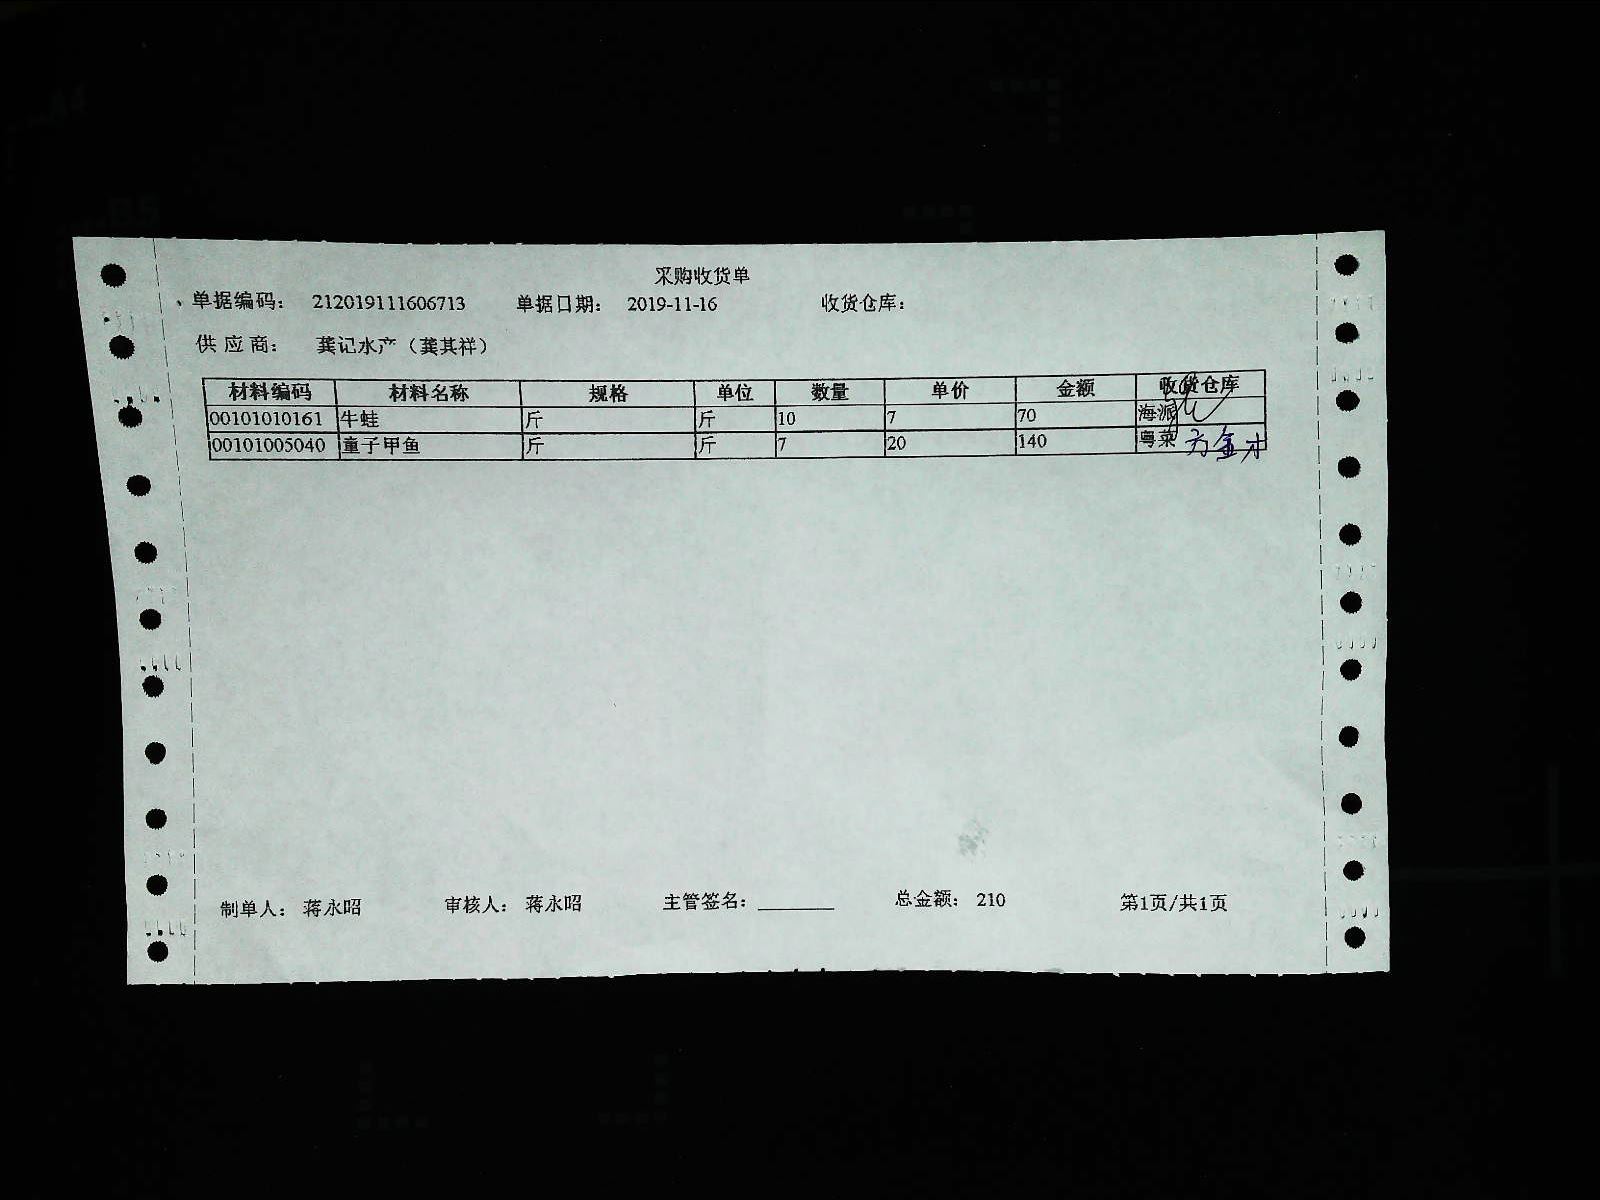 采购收货单
单据编码： 212019111606713 单据日期： 2019-11-16 收货仓库：
供应商： 龚记水产（龚其祥）
材料编码 材料名称 规格 单位 数量 单价 金额 收货仓库
00101010161 牛蛙 斤 斤 10 7 70 海派
00101005040 童子甲鱼 斤 斤 7 20 140 粤菜 方金才
制单人： 蒋永昭 审核人： 蒋永昭 主管签名： 总金额： 210 第1页/共1页